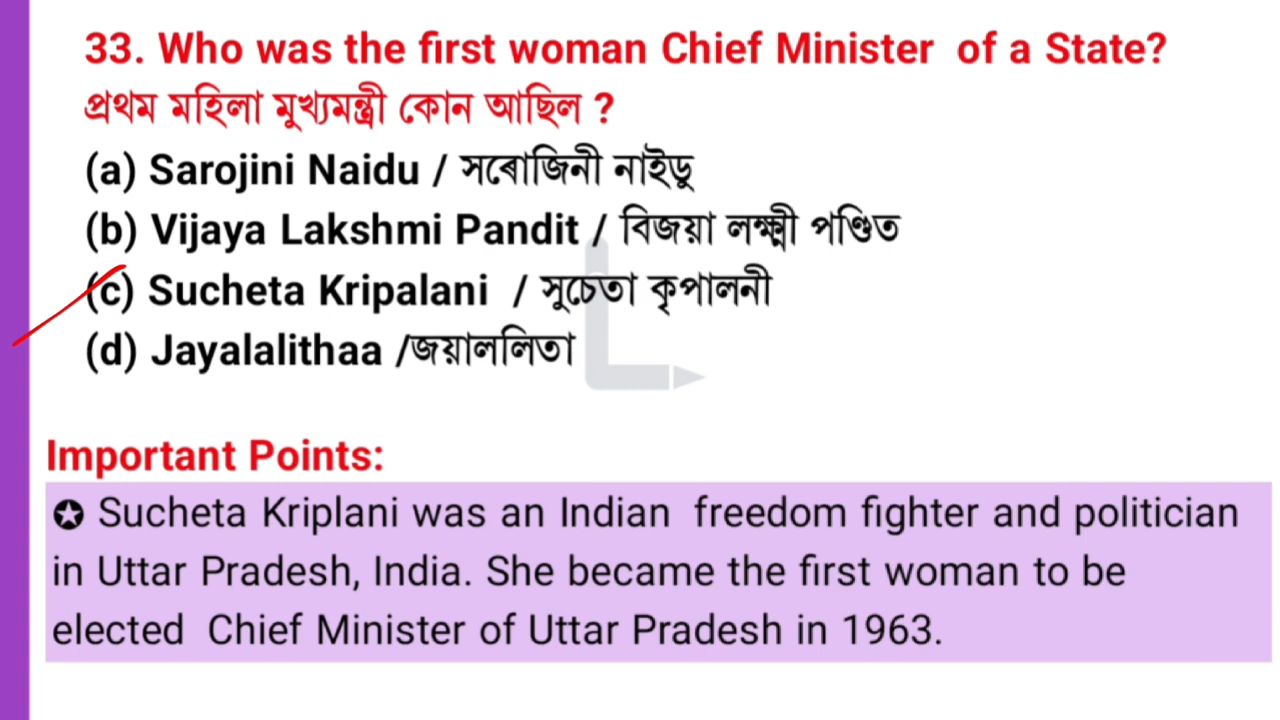 33. Who was the first woman Chief Minister of a State?
প্ৰথম মহিলা মুখ্যমন্ত্ৰী কোন আছিল ?
(a) Sarojini Naidu / সৰোজিনী নাইডু
(b) Vijaya Lakshmi Pandit / বিজয়া লক্ষ্মী পণ্ডিত
(c) Sucheta Kripalani / সুচেতা কৃপালনী
(d) Jayalalithaa /জয়াললিতা
Important Points:
✪ Sucheta Kriplani was an Indian freedom fighter and politician
in Uttar Pradesh, India. She became the first woman to be
elected Chief Minister of Uttar Pradesh in 1963.